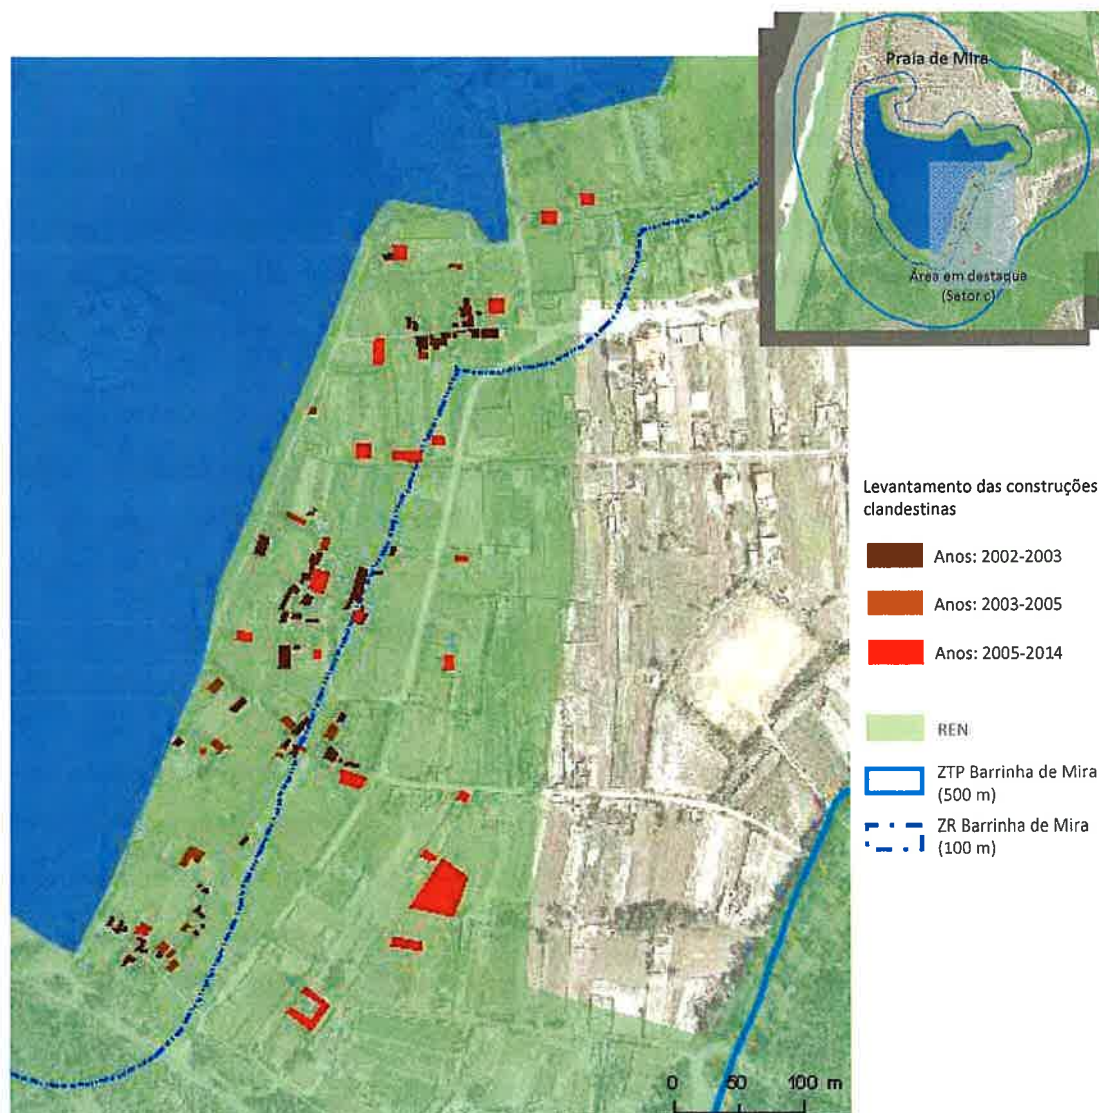 Praia de Mira
Área em destaque
(Setor c)
Levantamento das construções
clandestinas
Anos: 2002-2003
Anos: 2003-2005
Anos: 2005-2014
REN
ZTP Barrinha de Mira
(500 m)
ZR Barrinha de Mira
(100 m)
0 50 100 m